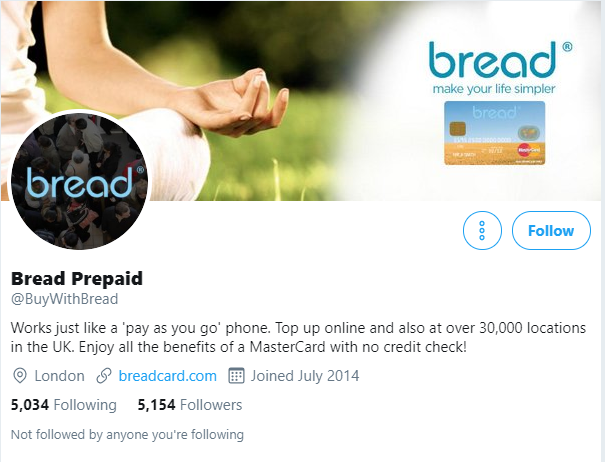 bread®
make your life simpler
bread
MasterCard
bread®
Follow
Bread Prepaid
@BuyWithBread
Works just like a 'pay as you go' phone. Top up online and also at over 30,000 locations
in the UK. Enjoy all the benefits of a MasterCard with no credit check!
London breadcard.com Joined July 2014
5,034 Following 5,154 Followers
Not followed by anyone you're following